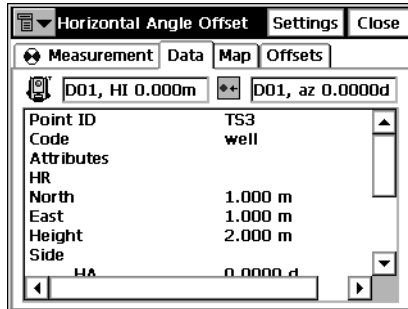 Horizontal Angle Offset Settings Close
Measurement Data Map Offsets
D01, HI 0.000m D01, az 0.0000d
Point ID TS3
Code well
Attributes
HR
North 1.000 m
East 1.000 m
Height 2.000 m
Side
HA 0.0000 d